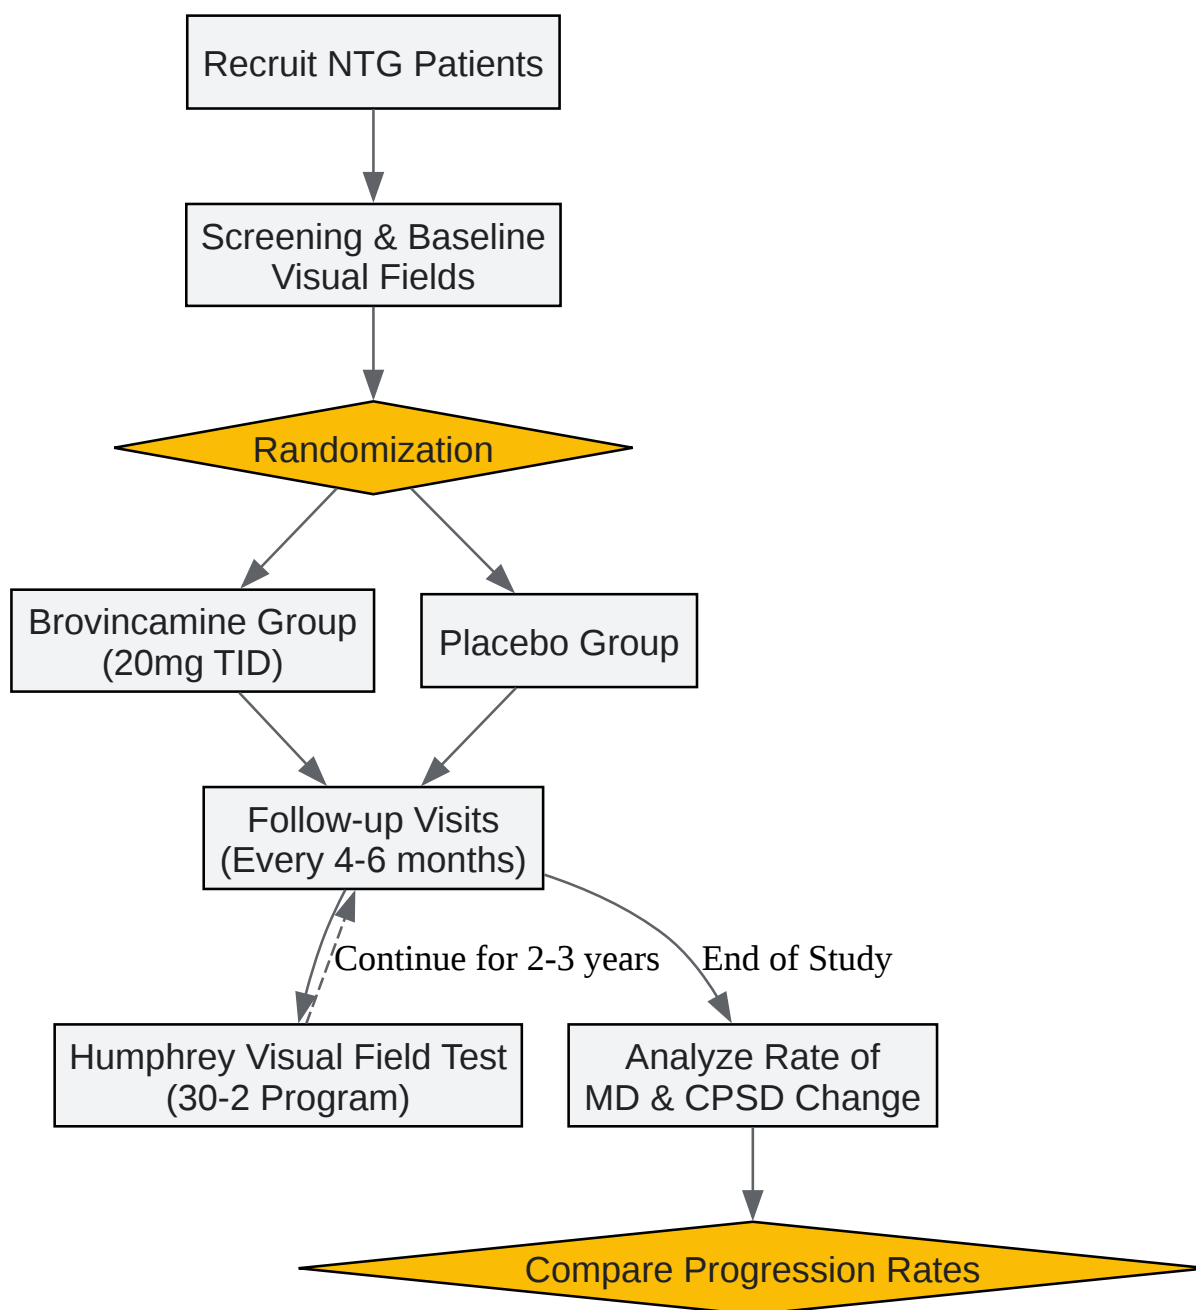 Recruit NTG Patients
Screening & Baseline
Visual Fields
Randomization
Brovincamine Group
(20mg TID)
Placebo Group
Follow-up Visits
(Every 4-6 months)
Continue for 2-3 years
End of Study
Humphrey Visual Field Test
(30-2 Program)
Analyze Rate of
MD & CPSD Change
Compare Progression Rates